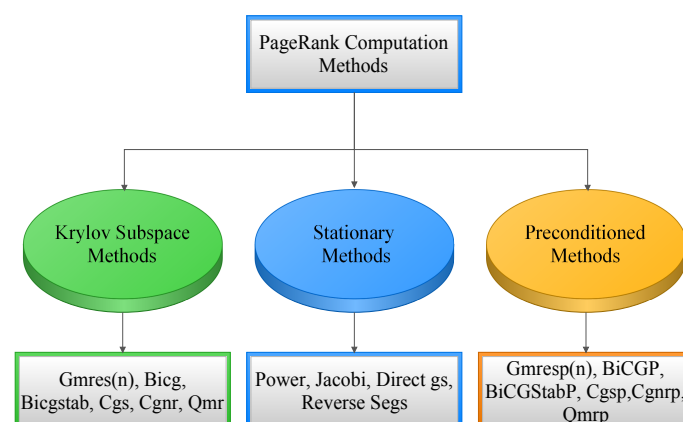 PageRank Computation
Methods
Krylov Subspace
Methods
Stationary
Methods
Preconditioned
Methods
Gmres(n), Bicg,
Bicgstab, Cgs, Cgnr, Qmr
Power, Jacobi, Direct gs,
Reverse Segs
Gmresp(n), BiCGP,
BiCGStabP, Cgsp,Cgnrp,
Qmrp